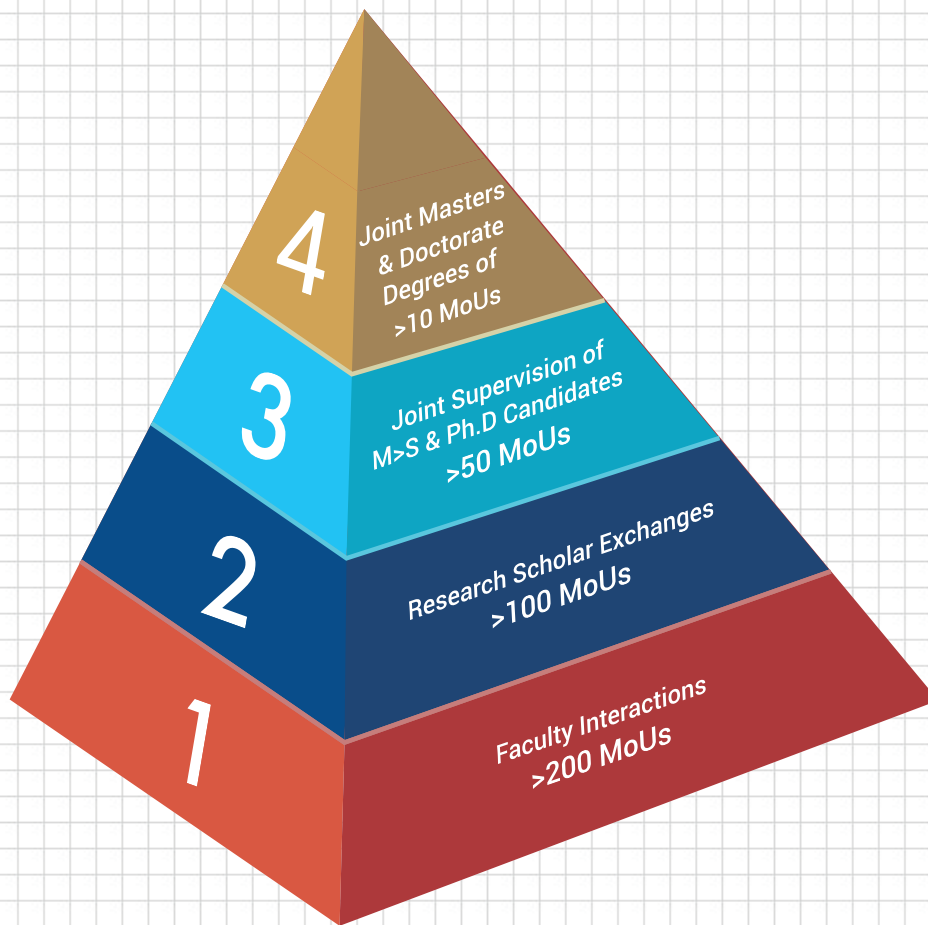 4
Joint Masters
& Doctorate
Degrees of
>10 MoUs
3
Joint Supervision of
M>S & Ph.D Candidates
>50 MoUs
2
Research Scholar Exchanges
>100 MoUs
1
Faculty Interactions
>200 MoUs